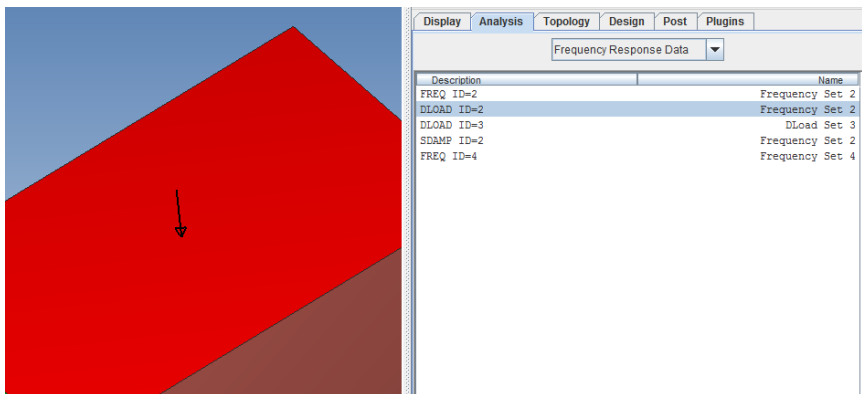 Display Analysis Topology Design Post Plugins
Frequency Response Data
Description Name
FREQ ID=2 Frequency Set 2
DLOAD ID=2 Frequency Set 2
DLOAD ID=3 DLoad Set 3
SDAMP ID=2 Frequency Set 2
FREQ ID=4 Frequency Set 4